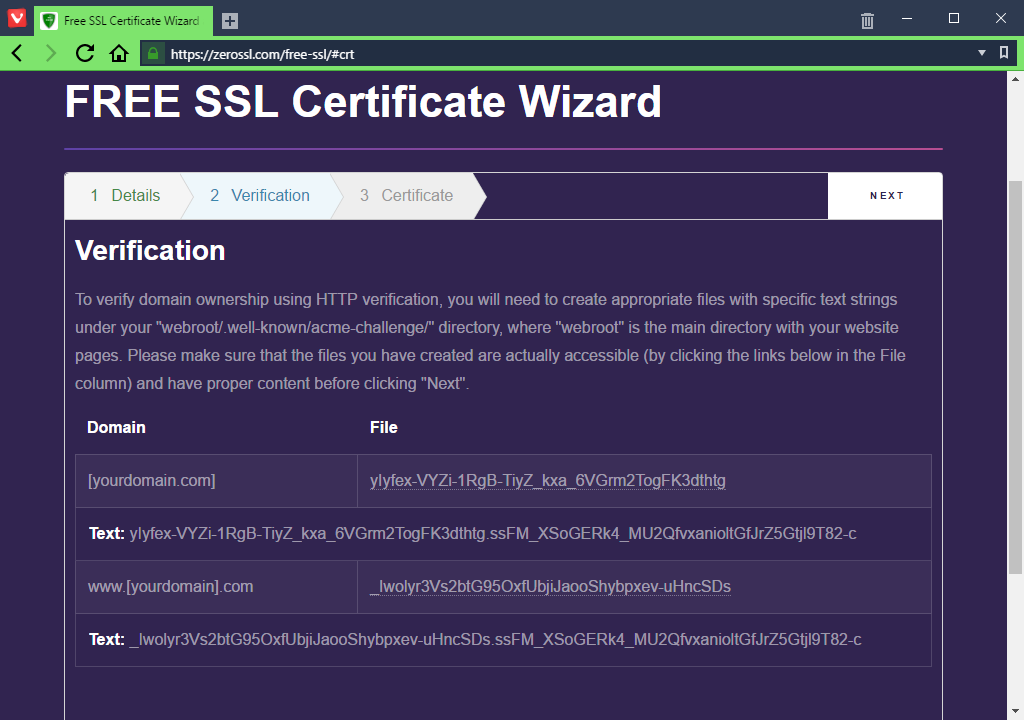 Free SSL Certificate Wizard
https://zerossl.com/free-ssl/#crt
FREE SSL Certificate Wizard
1 Details 2 Verification 3 Certificate NEXT
Verification
To verify domain ownership using HTTP verification, you will need to create appropriate files with specific text strings
under your "webroot/.well-known/acme-challenge/" directory, where "webroot" is the main directory with your website
pages. Please make sure that the files you have created are actually accessible (by clicking the links below in the File
column) and have proper content before clicking "Next".
Domain File
[yourdomain.com] ylyfex-VYZi-1RgB-TiyZ_kxa_6VGrm2TogFK3dthtg
Text: ylyfex-VYZi-1RgB-TiyZ_kxa_6VGrm2TogFK3dthtg.ssFM_XSoGERk4_MU2QfvxanioltGfJrZ5Gtjl9T82-c
www.[yourdomain].com _lwolyr3Vs2btG95OxfUbjiJaooShybpxev-uHncSDs
Text: _lwolyr3Vs2btG95OxfUbjiJaooShybpxev-uHncSDs.ssFM_XSoGERk4_MU2QfvxanioltGfJrZ5Gtjl9T82-c